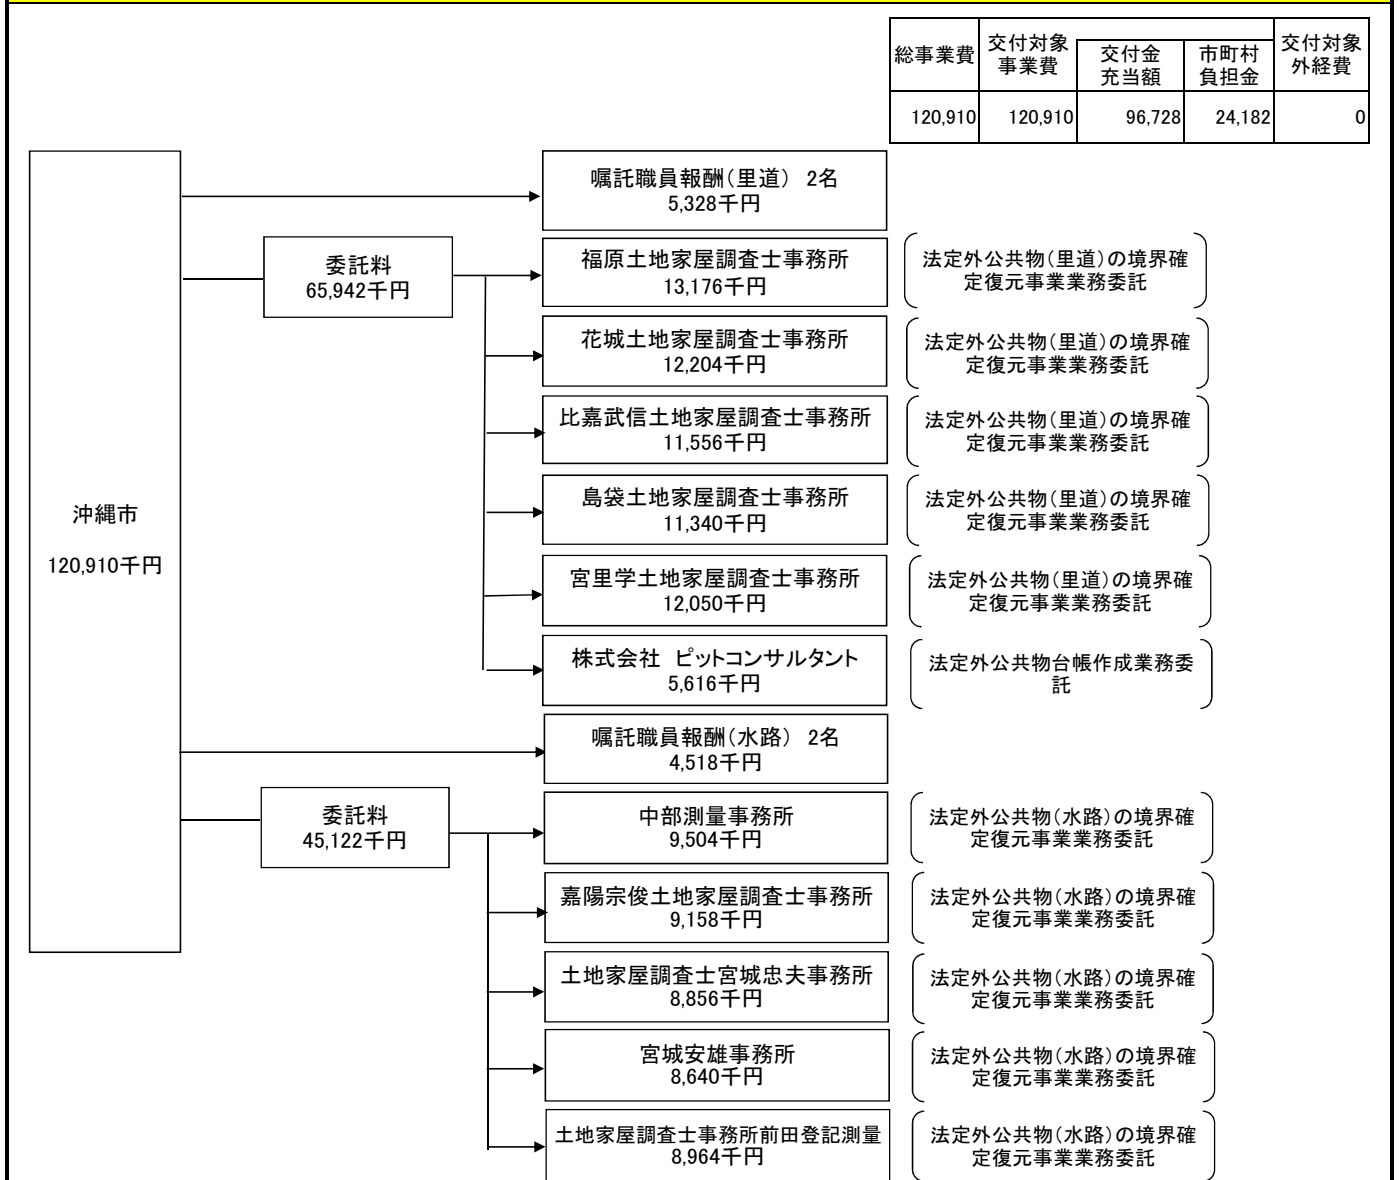 総事業費
交付対象
事業費
交付金
充当額
市町村
負担金
交付対象
外経費
120,910
120,910
96,728
24,182
0
沖縄市
120,910千円
嘱託職員報酬(里道)　2名
5,328千円
委託料
65,942千円
福原土地家屋調査士事務所
13,176千円
法定外公共物(里道)の境界確
定復元事業業務委託
花城土地家屋調査士事務所
12,204千円
法定外公共物(里道)の境界確
定復元事業業務委託
比嘉武信土地家屋調査士事務所
11,556千円
法定外公共物(里道)の境界確
定復元事業業務委託
島袋土地家屋調査士事務所
11,340千円
法定外公共物(里道)の境界確
定復元事業業務委託
宮里学土地家屋調査士事務所
12,050千円
法定外公共物(里道)の境界確
定復元事業業務委託
株式会社　ピットコンサルタント
5,616千円
法定外公共物台帳作成業務委
託
嘱託職員報酬(水路)　2名
4,518千円
委託料
45,122千円
中部測量事務所
9,504千円
法定外公共物(水路)の境界確
定復元事業業務委託
嘉陽宗俊土地家屋調査士事務所
9,158千円
法定外公共物(水路)の境界確
定復元事業業務委託
土地家屋調査士宮城忠夫事務所
8,856千円
法定外公共物(水路)の境界確
定復元事業業務委託
宮城安雄事務所
8,640千円
法定外公共物(水路)の境界確
定復元事業業務委託
土地家屋調査士事務所前田登記測量
8,964千円
法定外公共物(水路)の境界確
定復元事業業務委託